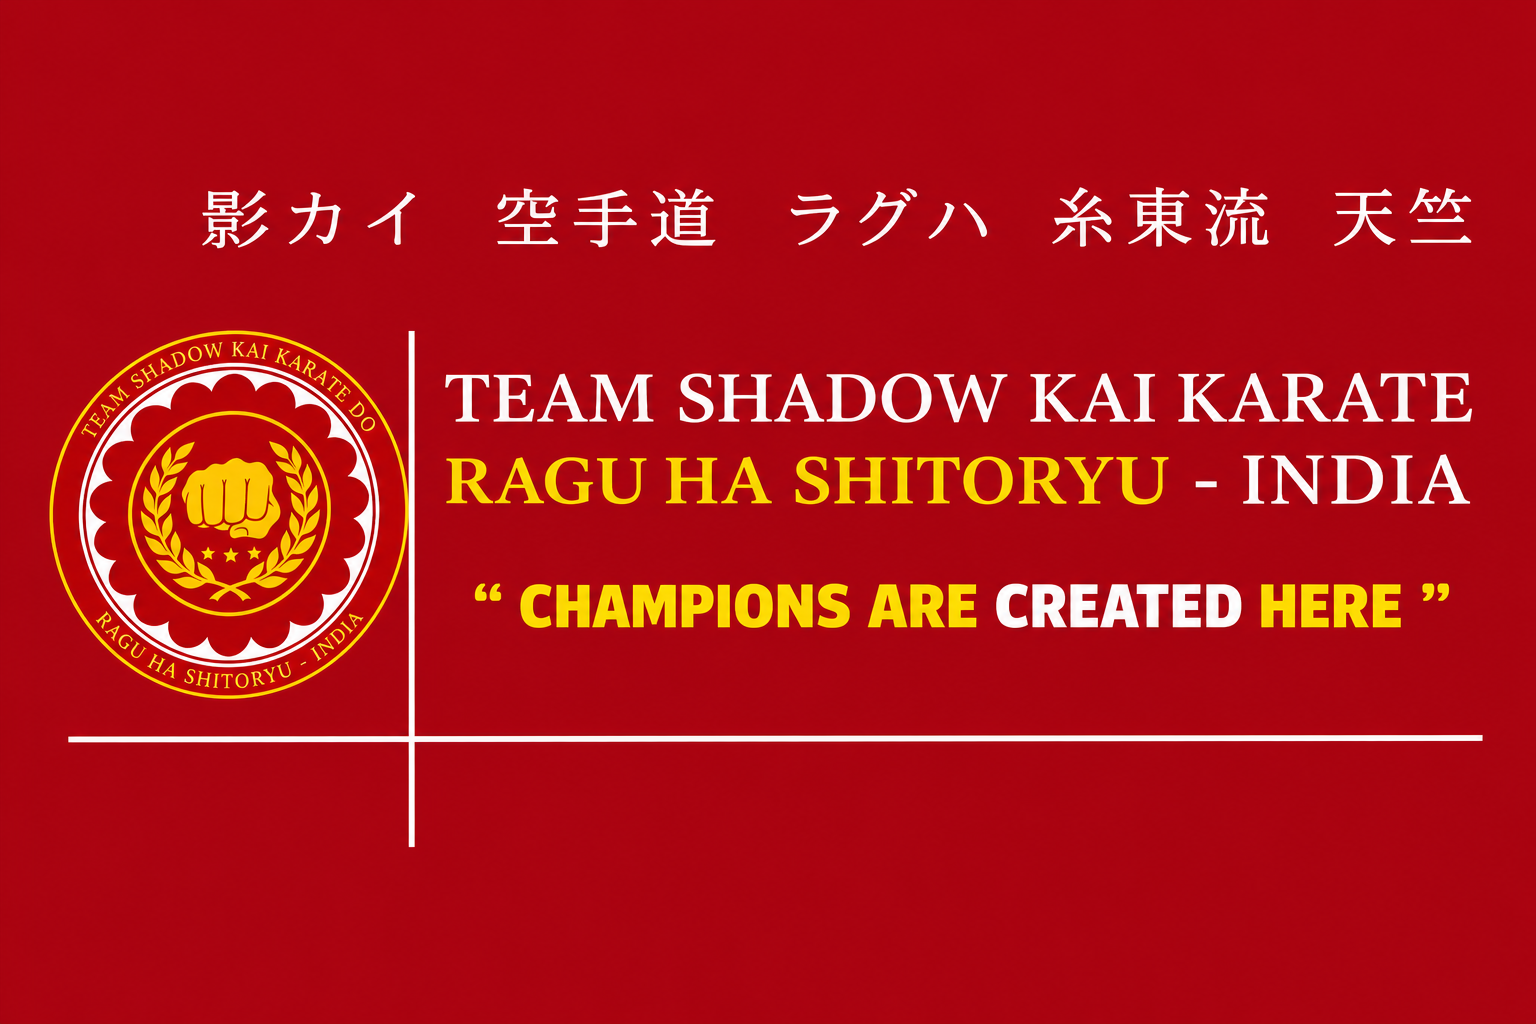 影カイ 空手道 ラグハ 糸東流 天竺
TEAM SHADOW KAI KARATE DO
RAGU HA SHITORYU - INDIA
TEAM SHADOW KAI KARATE
RAGU HA SHITORYU - INDIA
“ CHAMPIONS ARE CREATED HERE ”